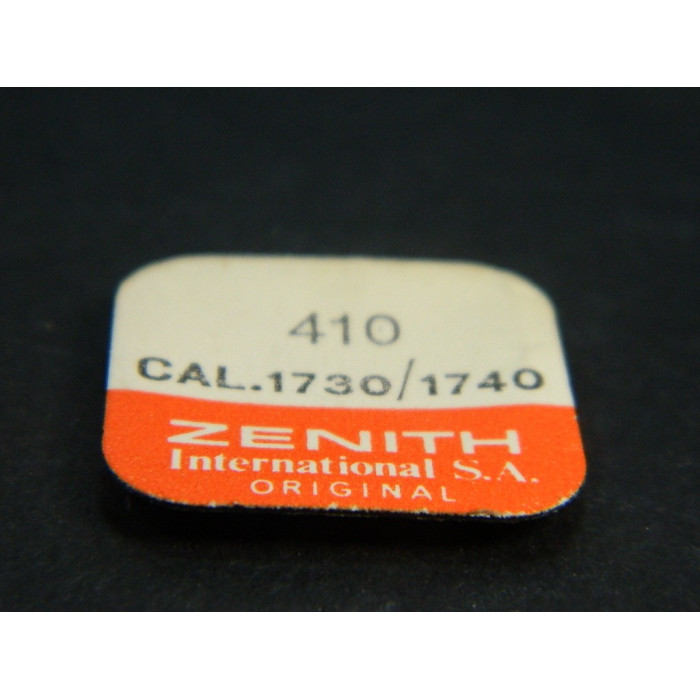 410
CAL.1730/1740
ZENITH
International S.A.
ORIGINAL